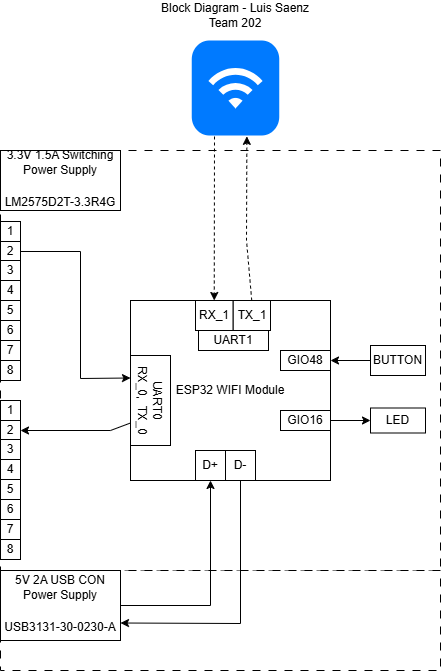 Block Diagram - Luis Saenz
Team 202
3.3V 1.5A Switching
Power Supply
LM2575D2T-3.3R4G
1
2
3
4
5
6
7
8
RX_1
TX_1
UART1
GIO48
BUTTON
UART0
RX_0, TX_0
ESP32 WIFI Module
GIO16
LED
1
2
3
4
5
6
7
8
D+
D-
5V 2A USB CON
Power Supply
USB3131-30-0230-A